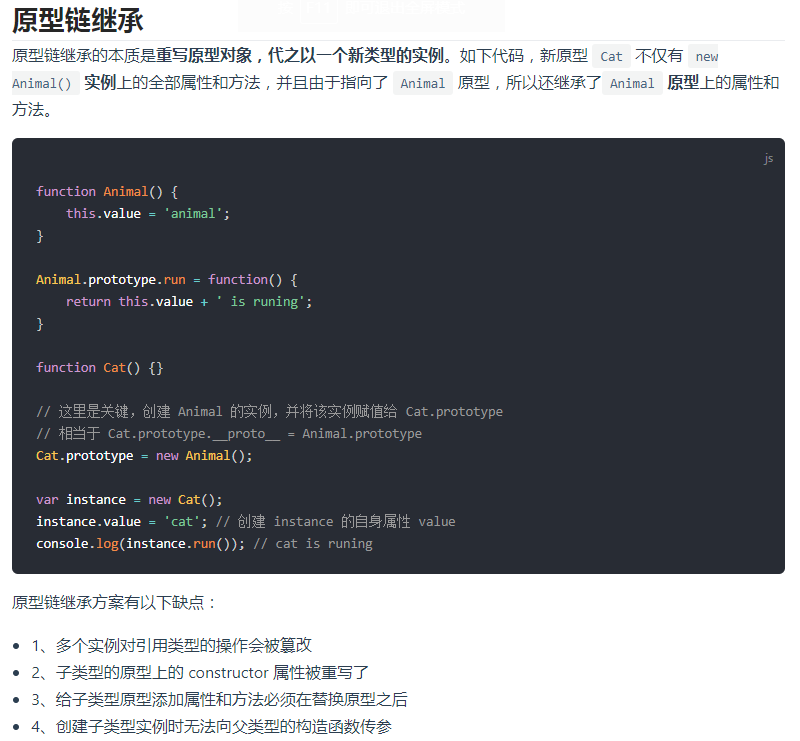 原型链继承
原型链继承的本质是重写原型对象，代之以一个新类型的实例。如下代码，新原型 Cat 不仅有 new
Animal() 实例上的全部属性和方法，并且由于指向了 Animal 原型，所以还继承了 Animal 原型上的属性和
方法。
js
function Animal() {
    this.value = 'animal';
}

Animal.prototype.run = function() {
    return this.value + ' is runing';
}

function Cat() {}

// 这里是关键，创建 Animal 的实例，并将该实例赋值给 Cat.prototype
// 相当于 Cat.prototype.__proto__ = Animal.prototype
Cat.prototype = new Animal();

var instance = new Cat();
instance.value = 'cat'; // 创建 instance 的自身属性 value
console.log(instance.run()); // cat is runing

原型链继承方案有以下缺点：
• 1、多个实例对引用类型的操作会被篡改
• 2、子类型的原型上的 constructor 属性被重写了
• 3、给子类型原型添加属性和方法必须在替换原型之后
• 4、创建子类型实例时无法向父类型的构造函数传参